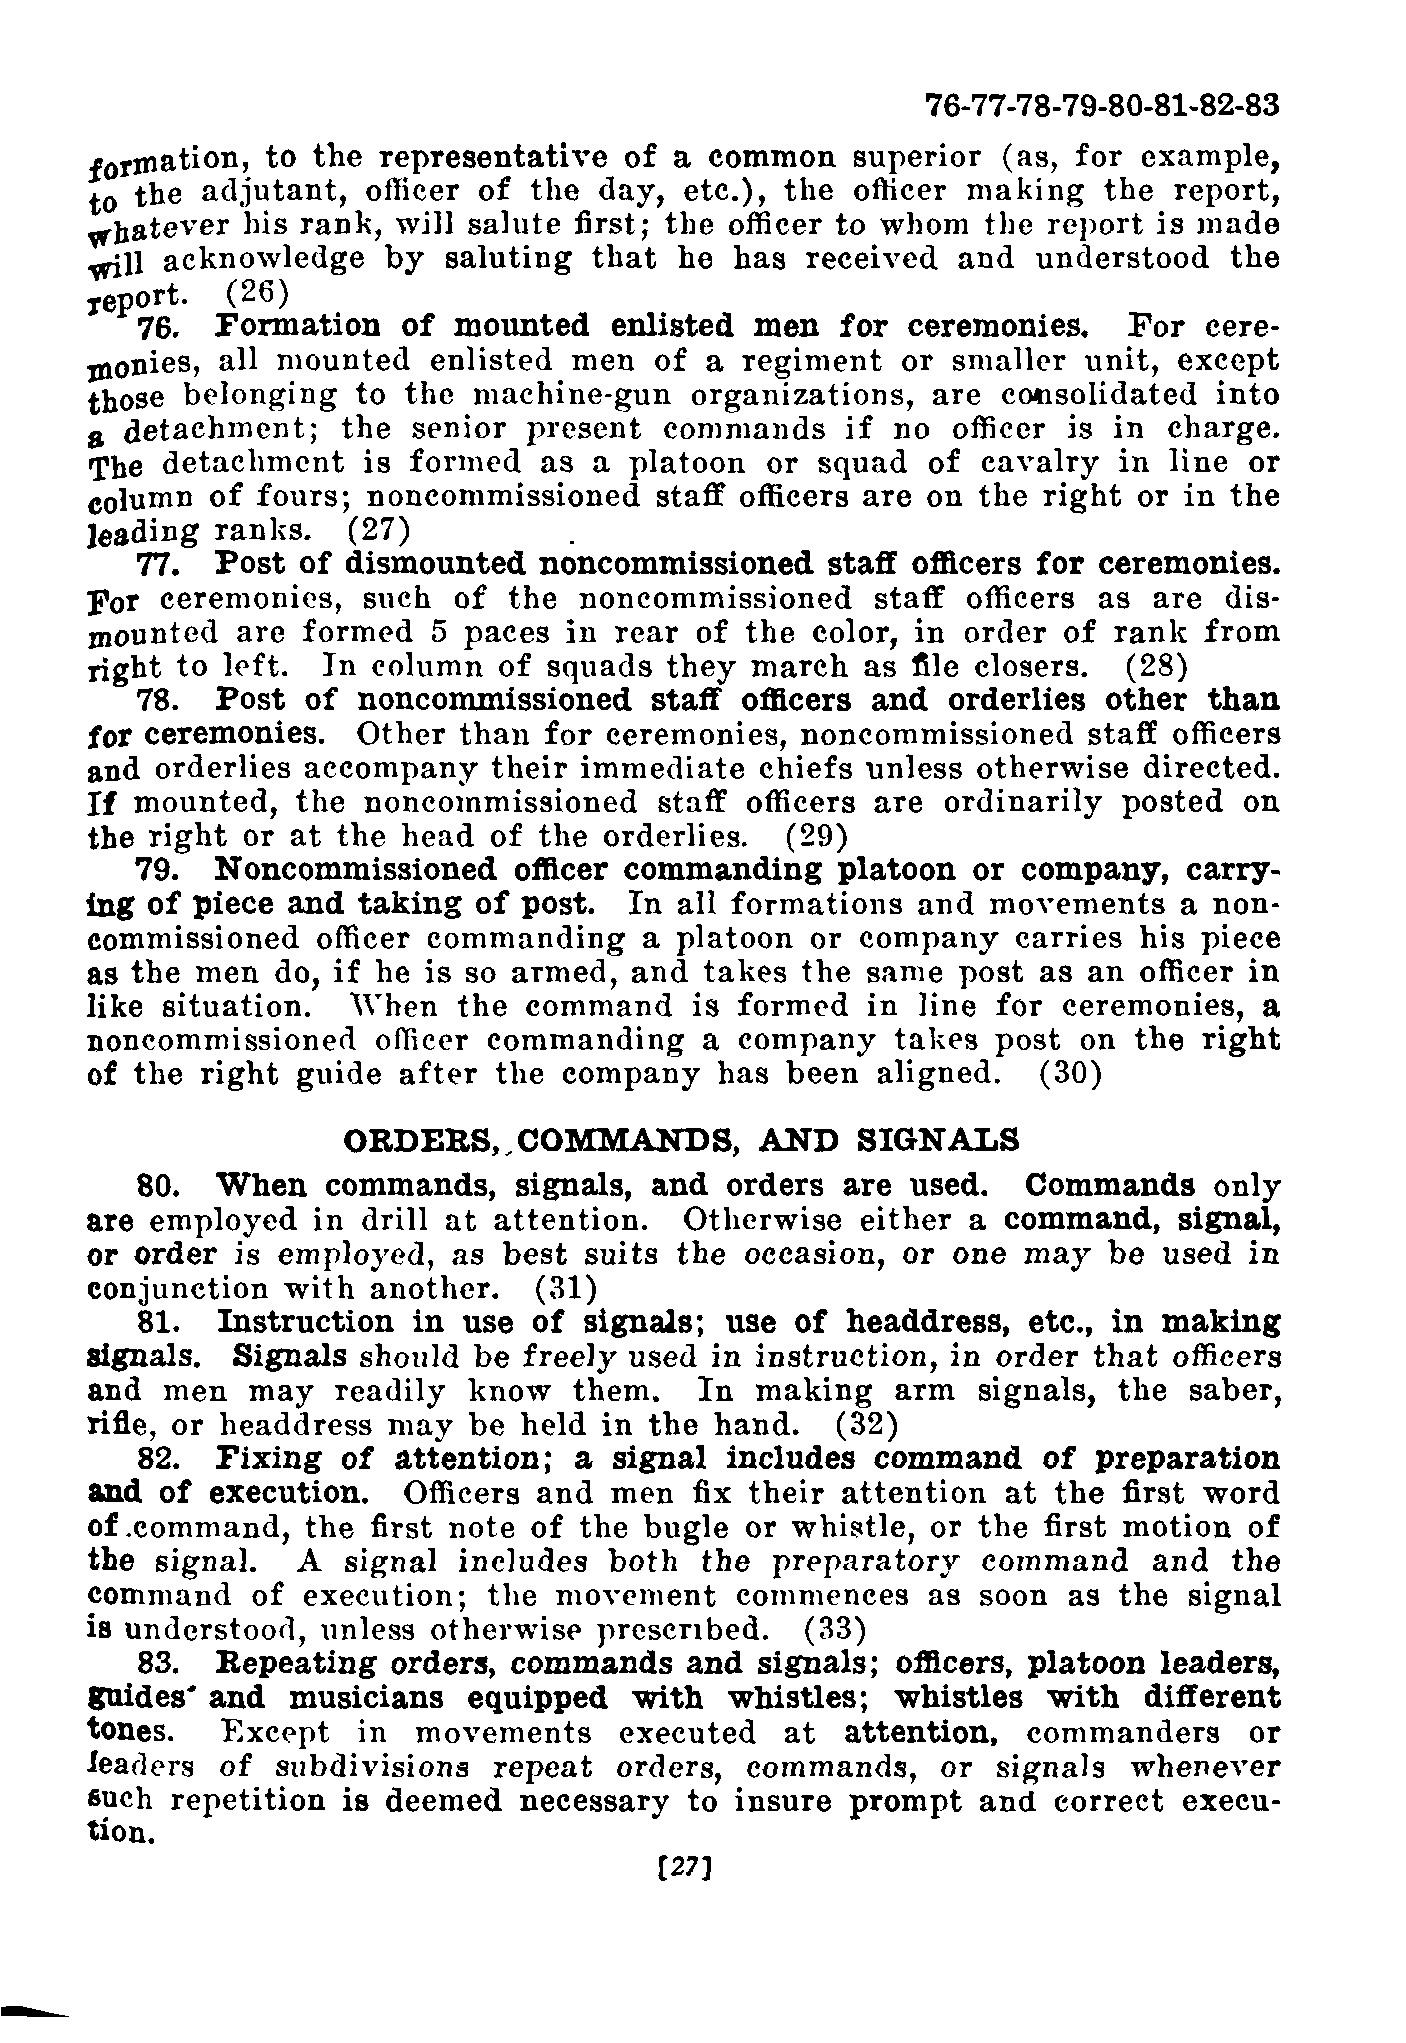 76-77-78-79-80-81-82-83
formation, to the representative of a common superior (as, for example,
to the adjutant, officer of the day, etc.), the officer making the report,
whatever his rank, will salute first; the officer to whom the report is made
will acknowledge by saluting that he has received and understood the
report. (26)
76. Formation of mounted enlisted men for ceremonies. For cere-
monies, all mounted enlisted men of a regiment or smaller unit, except
those belonging to the machine-gun organizations, are consolidated into
a detachment; the senior present commands if no officer is in charge.
The detachment is formed as a platoon or squad of cavalry in line or
column of fours; noncommissioned staff officers are on the right or in the
leading ranks. (27)
77. Post of dismounted noncommissioned staff officers for ceremonies.
For ceremonies, such of the noncommissioned staff officers as are dis-
mounted are formed 5 paces in rear of the color, in order of rank from
right to left. In column of squads they march as file closers. (28)
78. Post of noncommissioned staff officers and orderlies other than
for ceremonies. Other than for ceremonies, noncommissioned staff officers
and orderlies accompany their immediate chiefs unless otherwise directed.
If mounted, the noncommissioned staff officers are ordinarily posted on
the right or at the head of the orderlies. (29)
79. Noncommissioned officer commanding platoon or company, carry-
ing of piece and taking of post. In all formations and movements a non-
commissioned officer commanding a platoon or company carries his piece
as the men do, if he is so armed, and takes the same post as an officer in
like situation. When the command is formed in line for ceremonies, a
noncommissioned officer commanding a company takes post on the right
of the right guide after the company has been aligned. (30)
ORDERS, COMMANDS, AND SIGNALS
80. When commands, signals, and orders are used. Commands only
are employed in drill at attention. Otherwise either a command, signal,
or order is employed, as best suits the occasion, or one may be used in
conjunction with another. (31)
81. Instruction in use of signals; use of headdress, etc., in making
signals. Signals should be freely used in instruction, in order that officers
and men may readily know them. In making arm signals, the saber,
rifle, or headdress may be held in the hand. (32)
82. Fixing of attention; a signal includes command of preparation
and of execution. Officers and men fix their attention at the first word
of command, the first note of the bugle or whistle, or the first motion of
the signal. A signal includes both the preparatory command and the
command of execution; the movement commences as soon as the signal
is understood, unless otherwise prescribed. (33)
83. Repeating orders, commands and signals; officers, platoon leaders,
guides' and musicians equipped with whistles; whistles with different
tones. Except in movements executed at attention, commanders or
leaders of subdivisions repeat orders, commands, or signals whenever
such repetition is deemed necessary to insure prompt and correct execu-
tion.
[27]